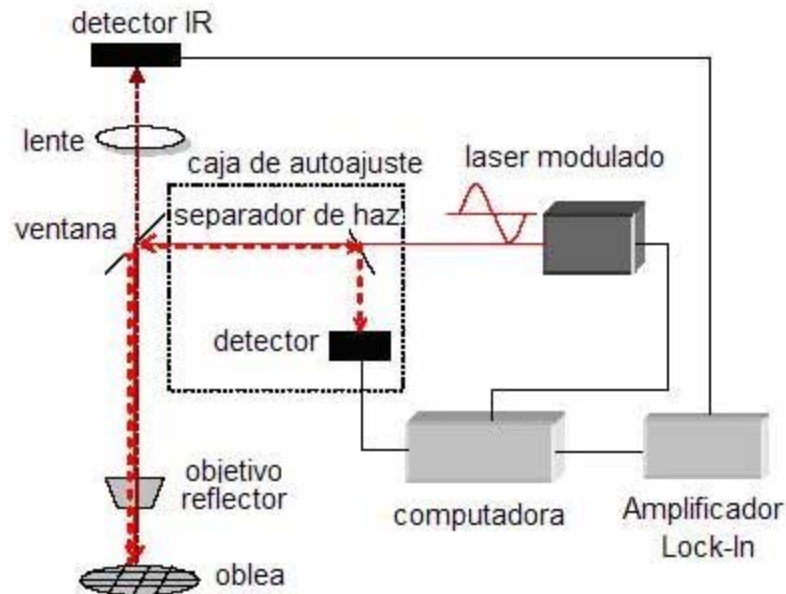 detector IR
lente
caja de autoajuste
laser modulado
ventana
separador de haz
detector
objetivo
reflector
computadora
Amplificador
Lock-In
oblea